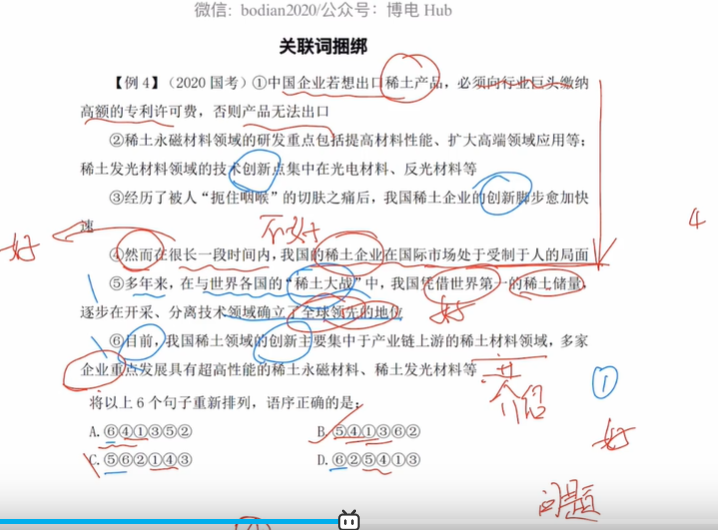 微信: bodian2020/公众号：博电 Hub
关联词捆绑
【例 4】（2020 国考）①中国企业若想出口稀土产品，必须向行业巨头缴纳
高额的专利许可费，否则产品无法出口
②稀土永磁材料领域的研发重点包括提高材料性能、扩大高端领域应用等；
稀土发光材料领域的技术创新点集中在光电材料、反光材料等
③经历了被人“扼住咽喉”的切肤之痛后，我国稀土企业的创新脚步愈加快
速
不好
4
好
④然而在很长一段时间内，我国的稀土企业在国际市场处于受制于人的局面
⑤多年来，在与世界各国的“稀土大战”中，我国凭借世界第一的稀土储量，
逐步在开采、分离技术领域确立了全球领先的地位
好
⑥目前，我国稀土领域的创新主要集中于产业链上游的稀土材料领域，多家
企业重点发展具有超高性能的稀土永磁材料、稀土发光材料等
介绍
①
将以上 6 个句子重新排列，语序正确的是：
A. ⑥④①③⑤② B. ⑤④①③⑥②
好
C. ⑤⑥②①④③ D. ⑥②⑤④①③
问题